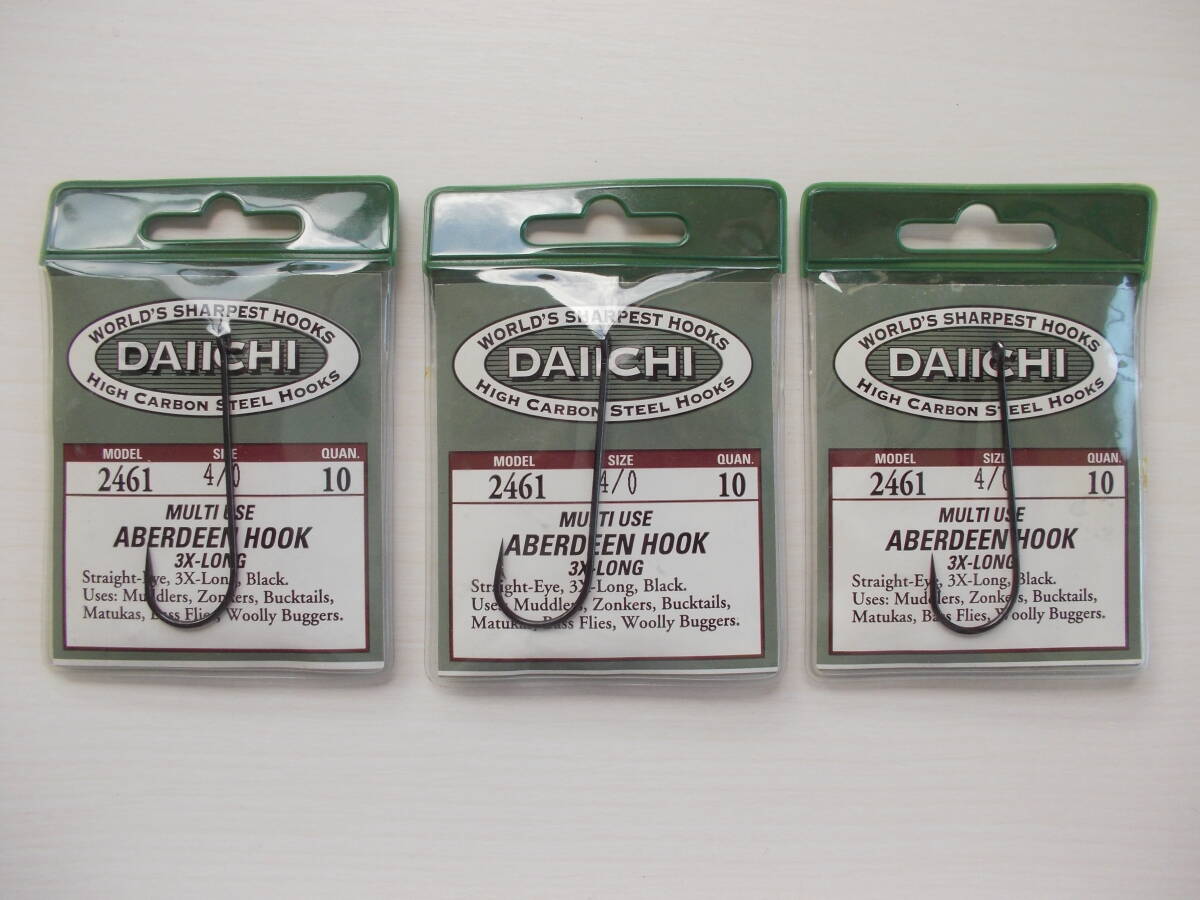 WORLD'S SHARPEST HOOKS
DAIICHI
HIGH CARBON STEEL HOOKS
MODEL SIZE QUAN.
2461 4/0 10
MULTI USE
ABERDEEN HOOK
3X-LONG
Straight-Eye, 3X-Long, Black.
Uses: Muddlers, Zonkers, Bucktails,
Matukas, Bass Flies, Woolly Buggers.
WORLD'S SHARPEST HOOKS
DAIICHI
HIGH CARBON STEEL HOOKS
MODEL SIZE QUAN.
2461 4/0 10
MULTI USE
ABERDEEN HOOK
3X-LONG
Straight-Eye, 3X-Long, Black.
Uses: Muddlers, Zonkers, Bucktails,
Matukas, Bass Flies, Woolly Buggers.
WORLD'S SHARPEST HOOKS
DAIICHI
HIGH CARBON STEEL HOOKS
MODEL SIZE QUAN.
2461 4/0 10
MULTI USE
ABERDEEN HOOK
3X-LONG
Straight-Eye, 3X-Long, Black.
Uses: Muddlers, Zonkers, Bucktails,
Matukas, Bass Flies, Woolly Buggers.